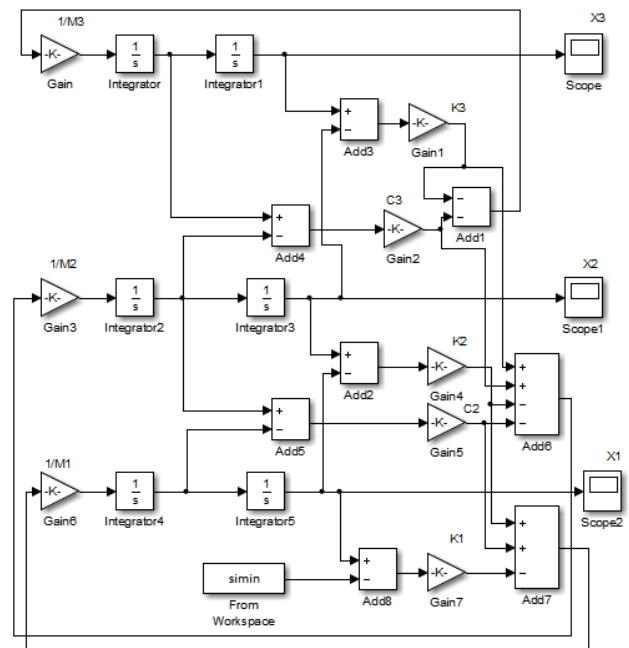 1/M3
X3
-K-
1
s
1
s
Gain
Integrator
Integrator1
Scope
K3
+
−
-K-
Add3
Gain1
C3
−
−
+
−
-K-
Add1
Add4
Gain2
1/M2
X2
-K-
1
s
1
s
Gain3
Integrator2
Integrator3
Scope1
K2
+
−
-K-
+
+
−
−
Add2
Gain4
C2
+
−
-K-
Add5
Gain5
Add6
1/M1
X1
-K-
1
s
1
s
Gain6
Integrator4
Integrator5
Scope2
K1
+
+
−
simin
+
−
-K-
From
Workspace
Add8
Gain7
Add7